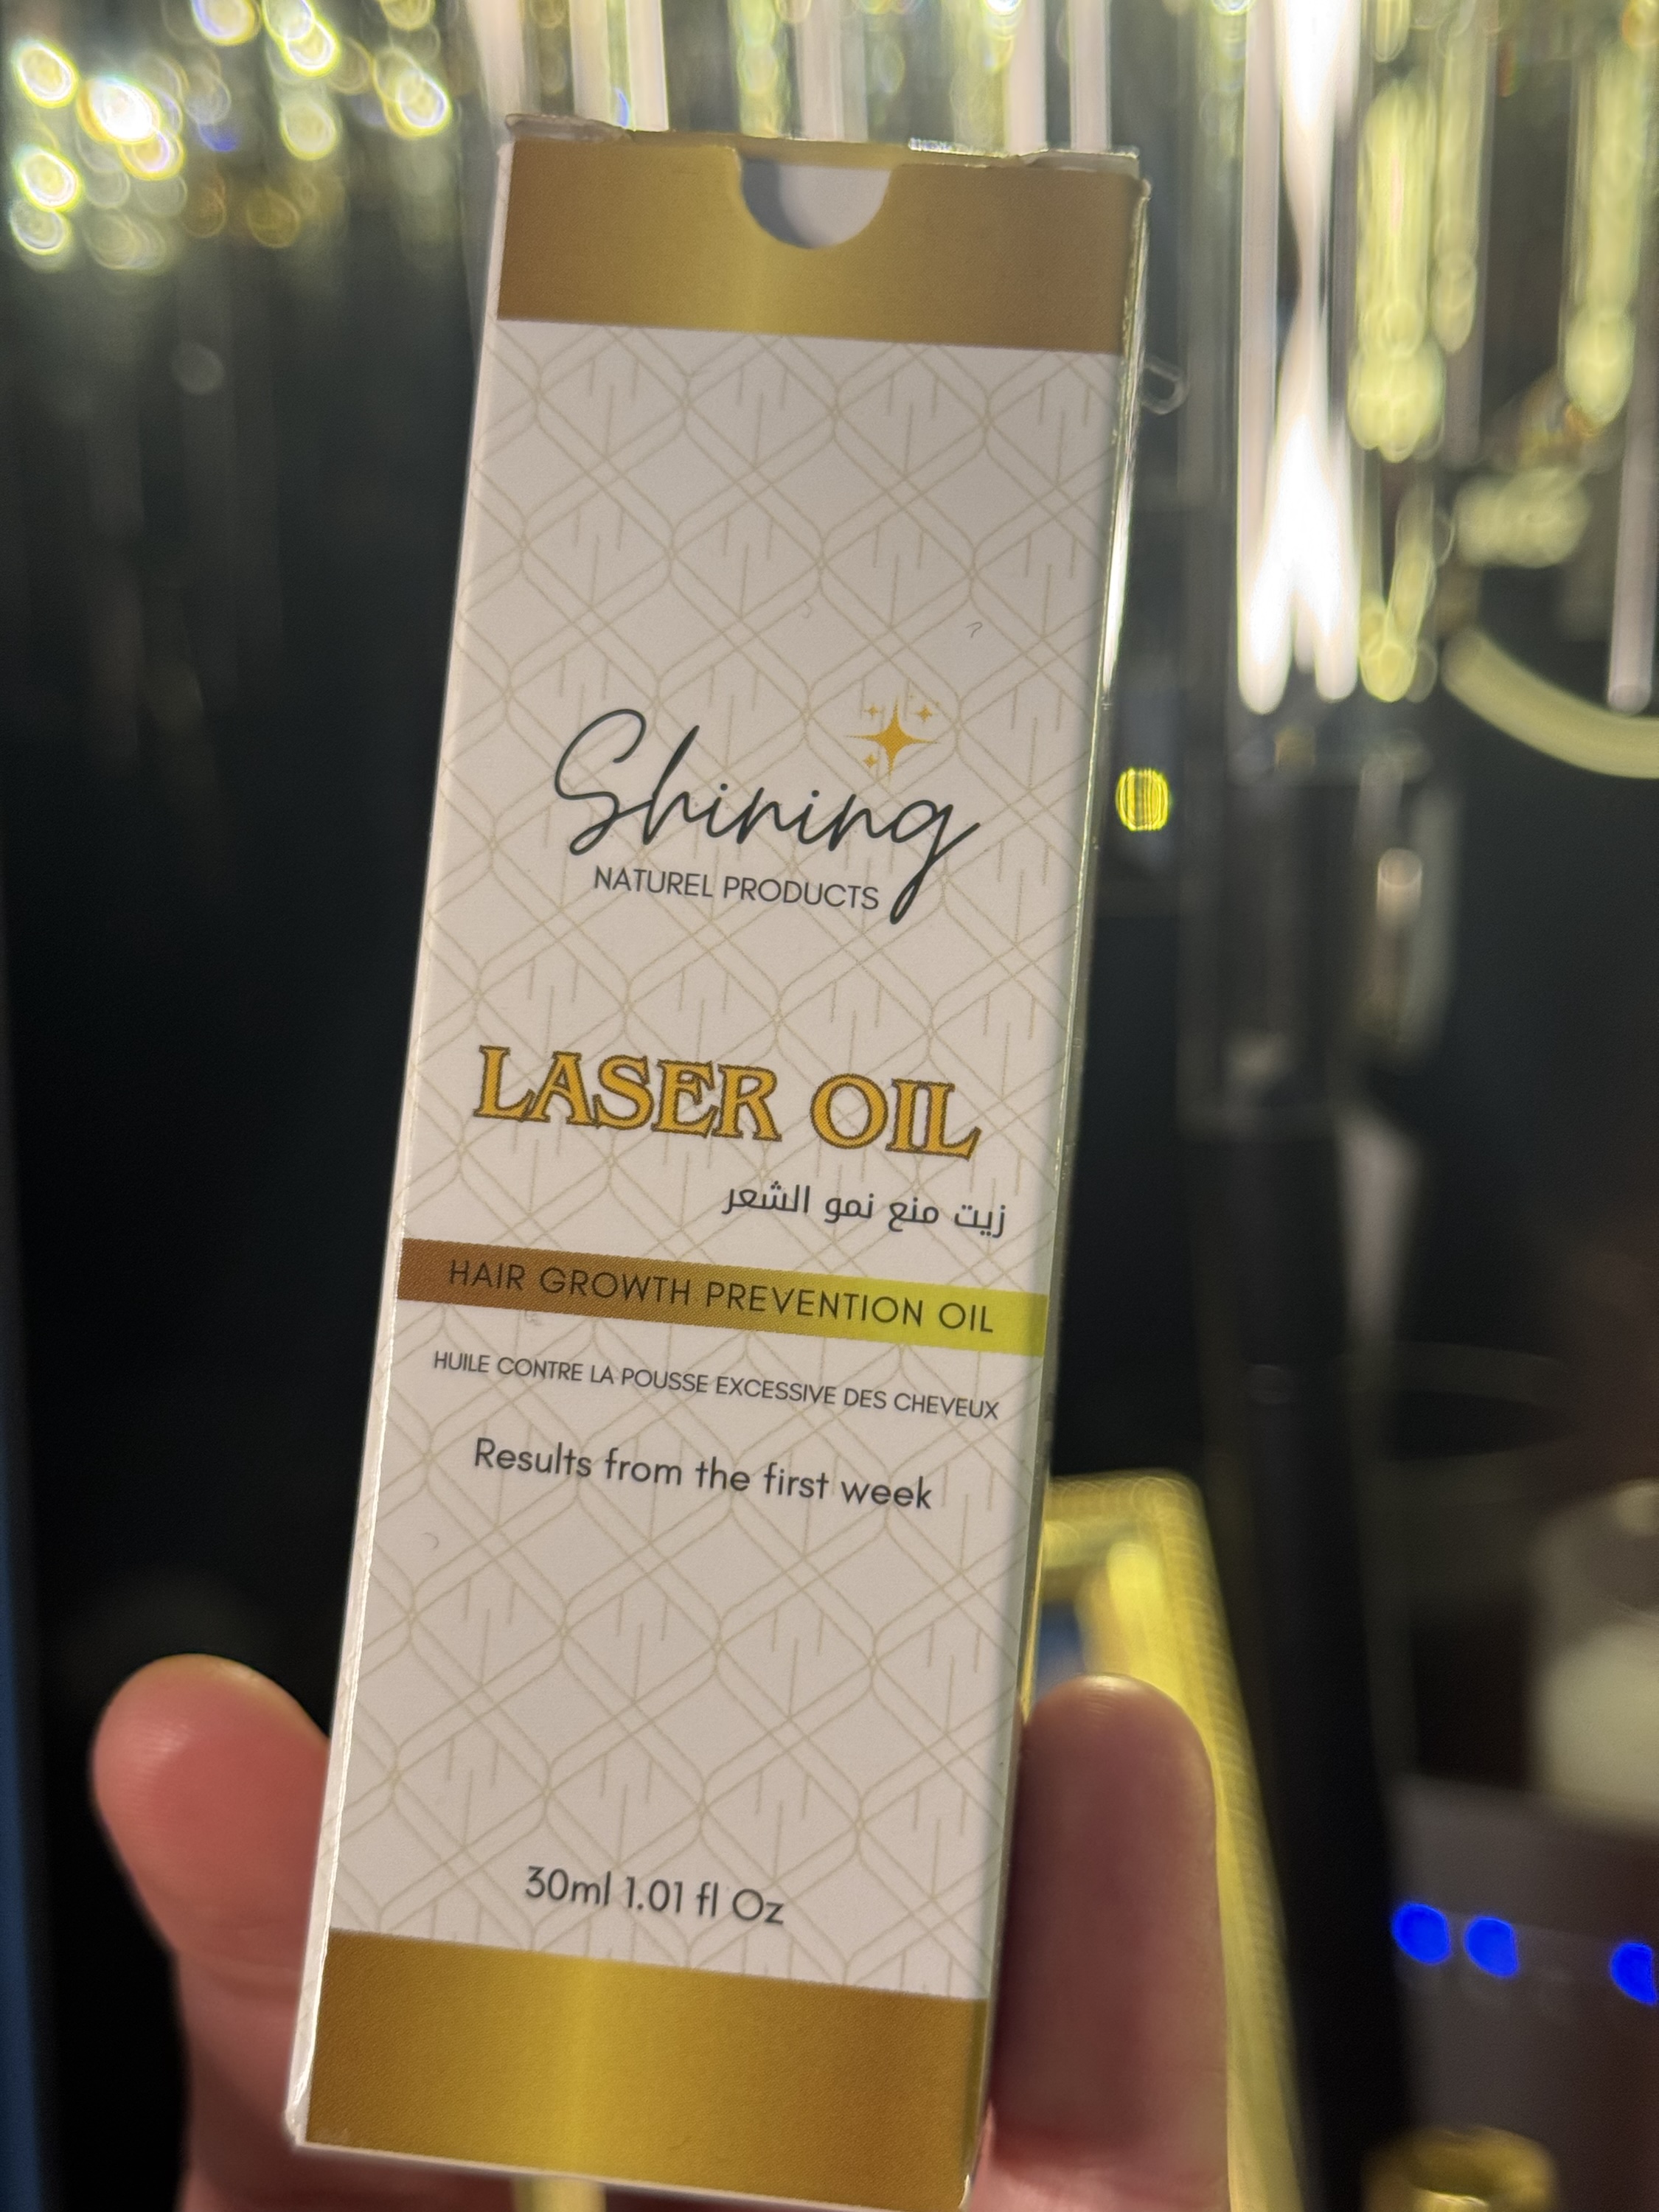 Shining
NATUREL PRODUCTS
LASER OIL
زيت منع نمو الشعر
HAIR GROWTH PREVENTION OIL
HUILE CONTRE LA POUSSE EXCESSIVE DES CHEVEUX
Results from the first week
30ml 1.01 fl Oz